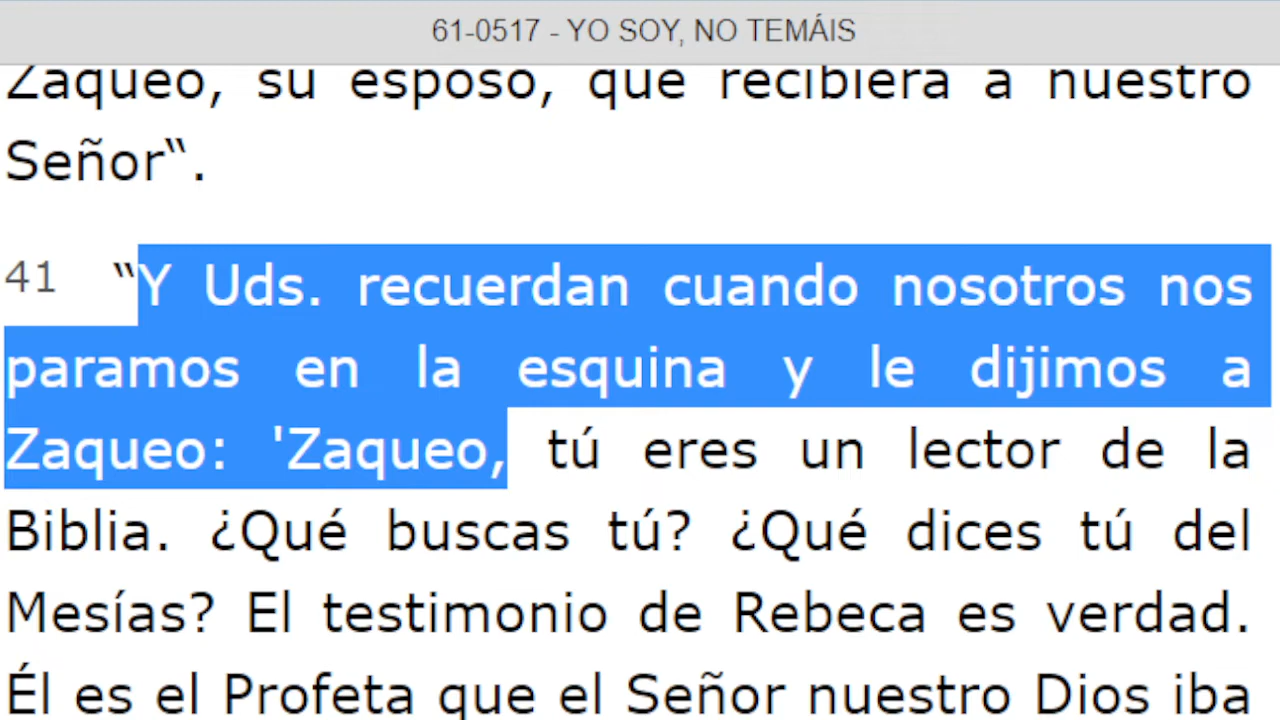 61-0517 - YO SOY, NO TEMÁIS
Zaqueo, su esposo, que recibiera a nuestro
Señor“.
41 “Y Uds. recuerdan cuando nosotros nos
paramos en la esquina y le dijimos a
Zaqueo: 'Zaqueo, tú eres un lector de la
Biblia. ¿Qué buscas tú? ¿Qué dices tú del
Mesías? El testimonio de Rebeca es verdad.
Él es el Profeta que el Señor nuestro Dios iba